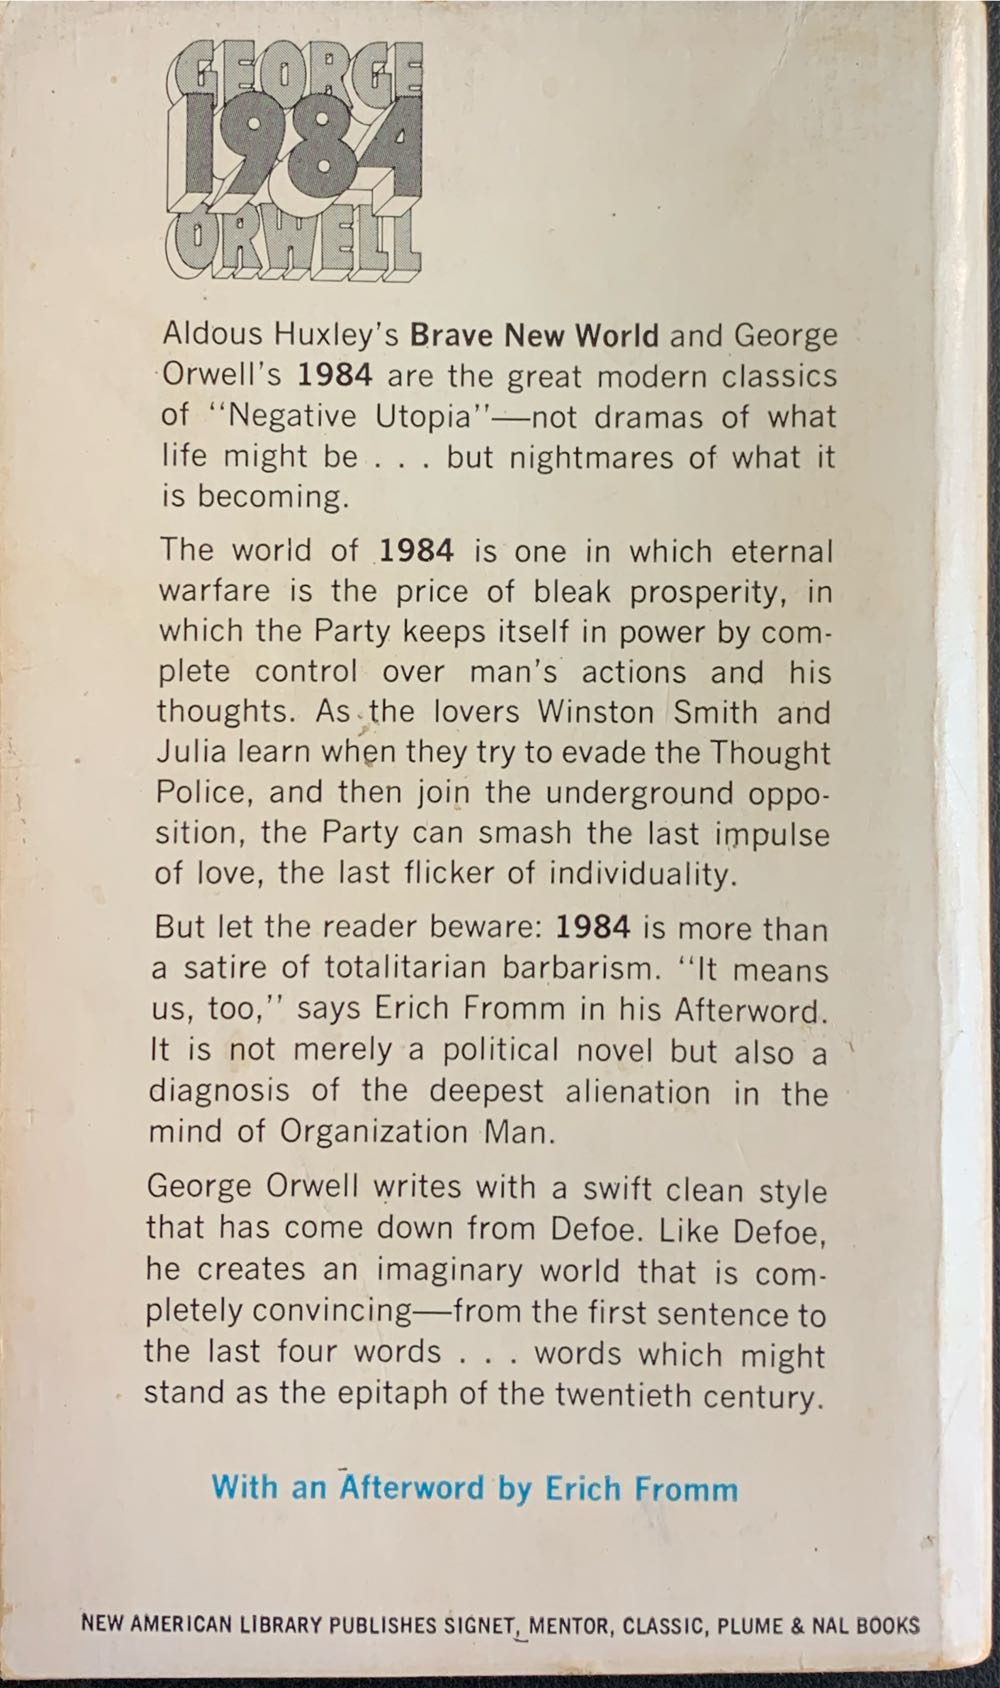 GEORGE
1984
ORWELL
Aldous Huxley's Brave New World and George
Orwell's 1984 are the great modern classics
of "Negative Utopia"—not dramas of what
life might be . . . but nightmares of what it
is becoming.
The world of 1984 is one in which eternal
warfare is the price of bleak prosperity, in
which the Party keeps itself in power by com-
plete control over man's actions and his
thoughts. As the lovers Winston Smith and
Julia learn when they try to evade the Thought
Police, and then join the underground oppo-
sition, the Party can smash the last impulse
of love, the last flicker of individuality.
But let the reader beware: 1984 is more than
a satire of totalitarian barbarism. "It means
us, too," says Erich Fromm in his Afterword.
It is not merely a political novel but also a
diagnosis of the deepest alienation in the
mind of Organization Man.
George Orwell writes with a swift clean style
that has come down from Defoe. Like Defoe,
he creates an imaginary world that is com-
pletely convincing—from the first sentence to
the last four words . . . words which might
stand as the epitaph of the twentieth century.
With an Afterword by Erich Fromm
NEW AMERICAN LIBRARY PUBLISHES SIGNET, MENTOR, CLASSIC, PLUME & NAL BOOKS